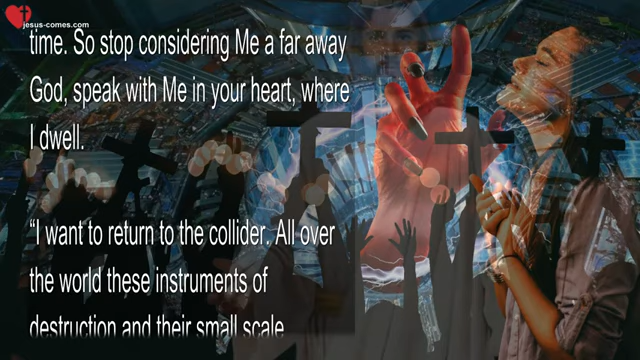 jesus-comes.com
time. So stop considering Me a far away
God, speak with Me in your heart, where
I dwell.
“I want to return to the collider. All over
the world these instruments of
destruction and their small scale